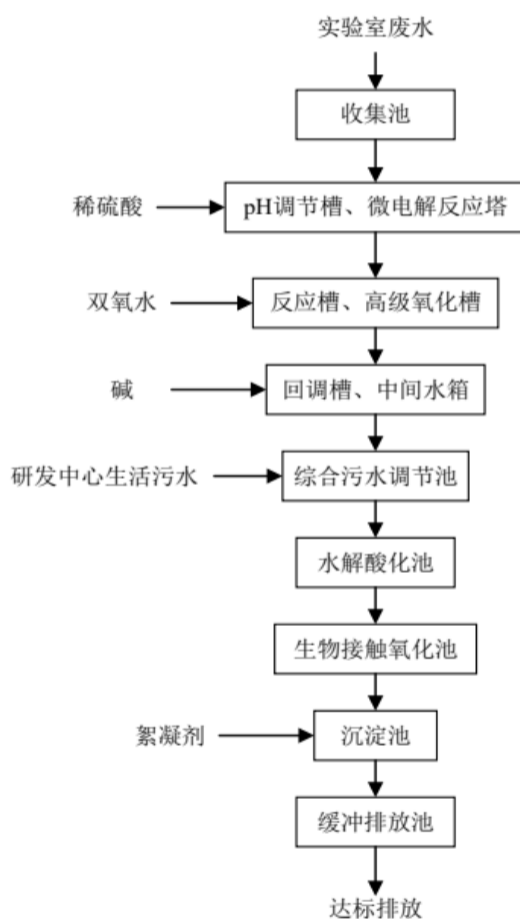 实验室废水
收集池
稀硫酸
pH调节槽、微电解反应塔
双氧水
反应槽、高级氧化槽
碱
回调槽、中间水箱
研发中心生活污水
综合污水调节池
水解酸化池
生物接触氧化池
絮凝剂
沉淀池
缓冲排放池
达标排放